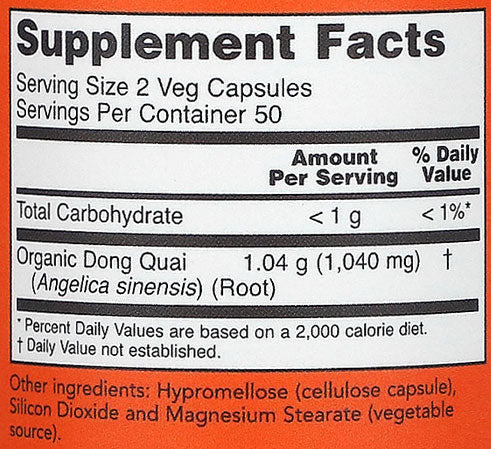 Supplement Facts
Serving Size 2 Veg Capsules
Servings Per Container 50
Amount Per Serving % Daily Value
Total Carbohydrate < 1 g < 1%*
Organic Dong Quai 1.04 g (1,040 mg) †
(Angelica sinensis) (Root)
* Percent Daily Values are based on a 2,000 calorie diet.
† Daily Value not established.
Other ingredients: Hypromellose (cellulose capsule),
Silicon Dioxide and Magnesium Stearate (vegetable
source).